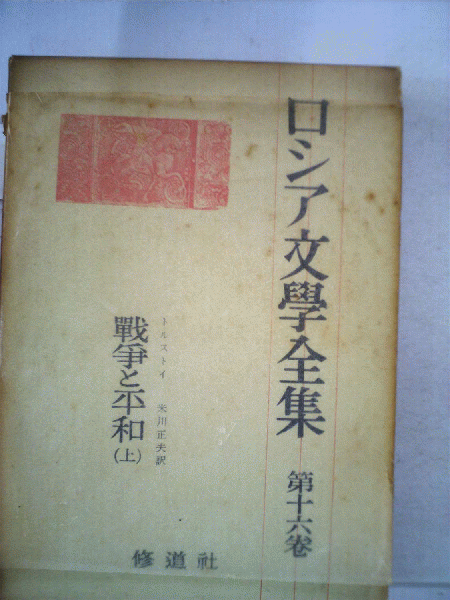 ロシア文學全集 第十六卷
トルストイ 米川正夫訳
戰爭と平和(上)
修道社